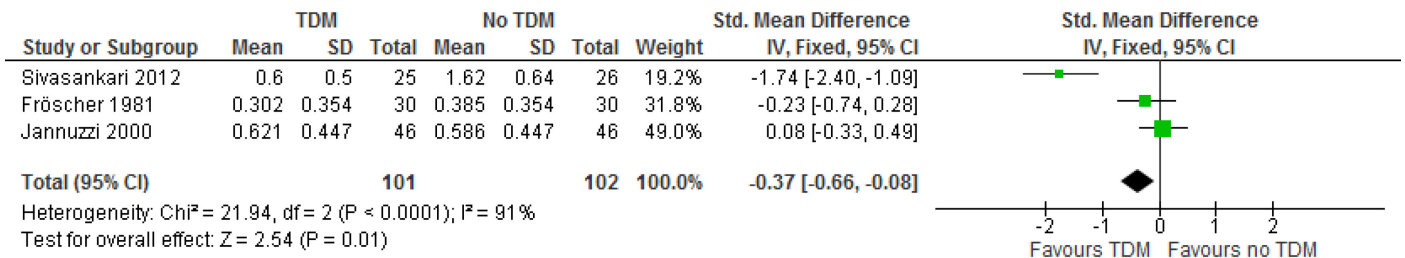 TDM No TDM Std. Mean Difference Std. Mean Difference
Study or Subgroup Mean SD Total Mean SD Total Weight IV, Fixed, 95% CI IV, Fixed, 95% CI
Sivasankari 2012 0.6 0.5 25 1.62 0.64 26 19.2% -1.74 [-2.40, -1.09]
Fröscher 1981 0.302 0.354 30 0.385 0.354 30 31.8% -0.23 [-0.74, 0.28]
Jannuzzi 2000 0.621 0.447 46 0.586 0.447 46 49.0% 0.08 [-0.33, 0.49]
Total (95% CI) 101 102 100.0% -0.37 [-0.66, -0.08]
Heterogeneity: Chi² = 21.94, df = 2 (P < 0.0001); I² = 91%
Test for overall effect: Z = 2.54 (P = 0.01)
-2 -1 0 1 2
Favours TDM Favours no TDM